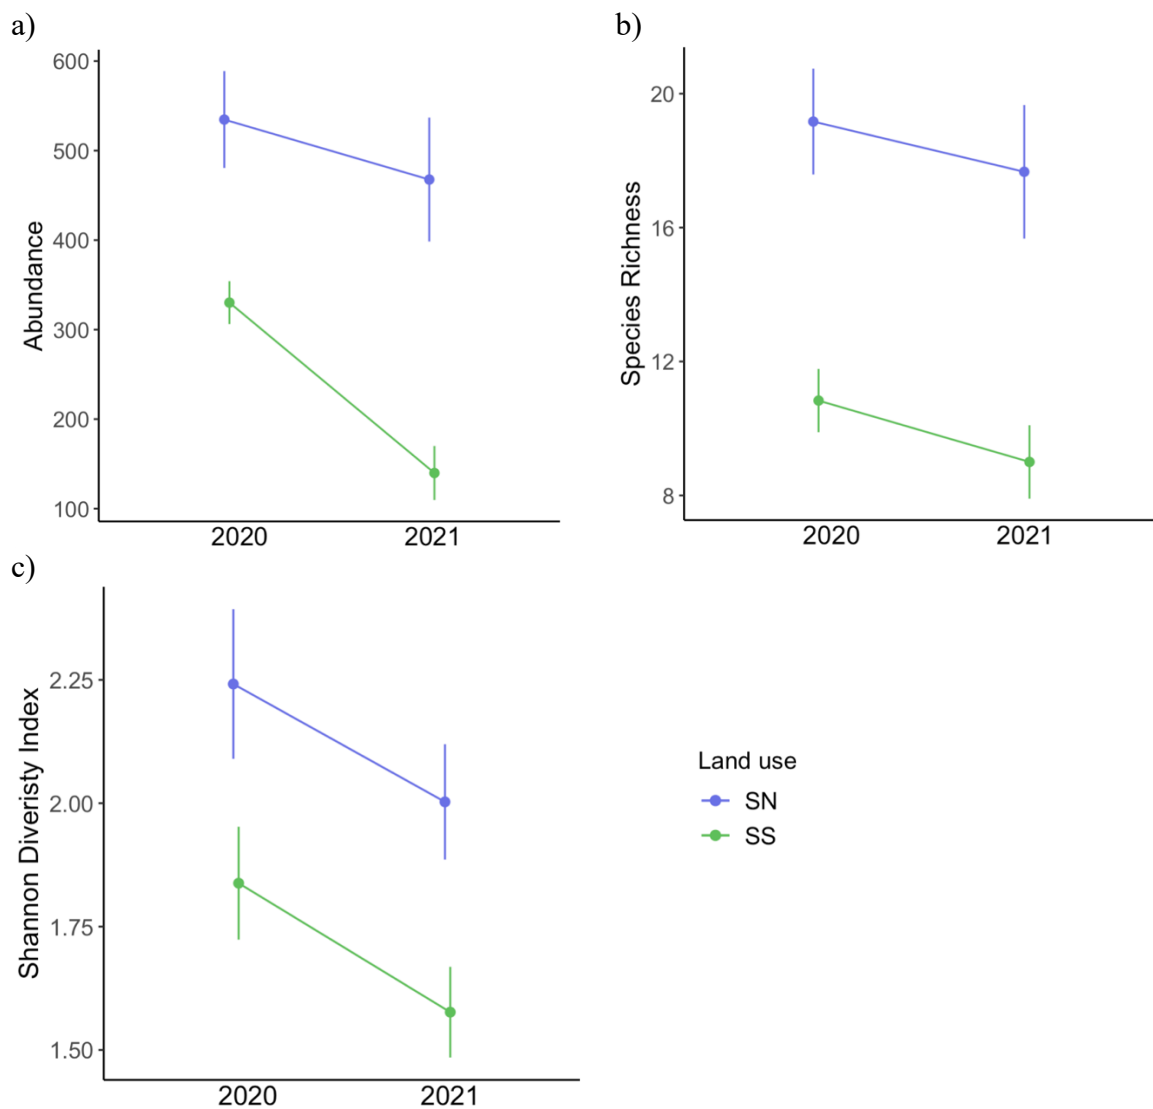 a)
600
500
400
300
200
100
Abundance
2020 2021
b)
20
16
12
8
Species Richness
2020 2021
c)
2.25
2.00
1.75
1.50
Shannon Diveristy Index
2020 2021
Land use
SN
SS